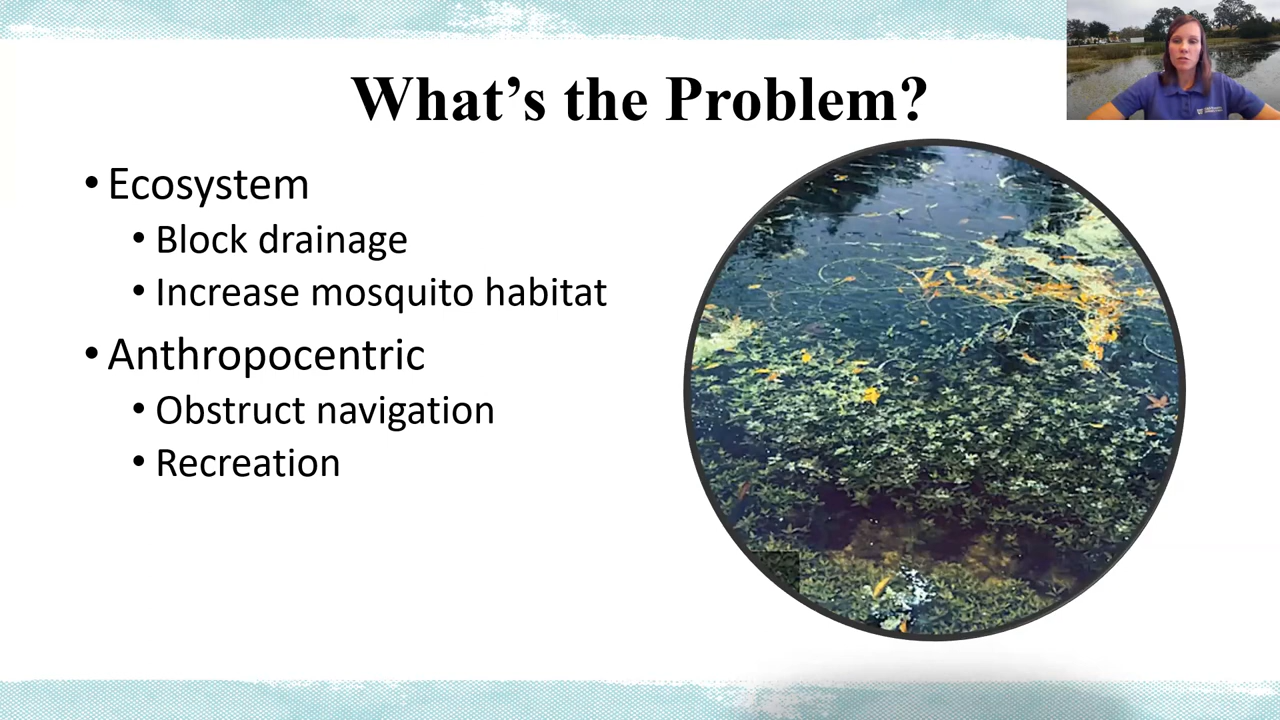 What's the Problem?
• Ecosystem
• Block drainage
• Increase mosquito habitat
• Anthropocentric
• Obstruct navigation
• Recreation